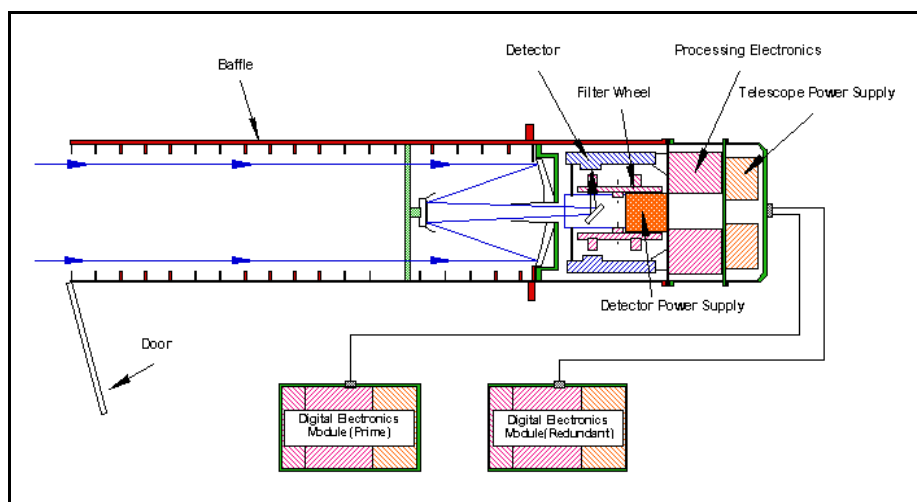 Detector
Processing Electronics
Baffle
Filter Wheel
Telescope Power Supply
Detector Power Supply
Door
Digital Electronics
Module (Prime)
Digital Electronics
Module(Redundant)